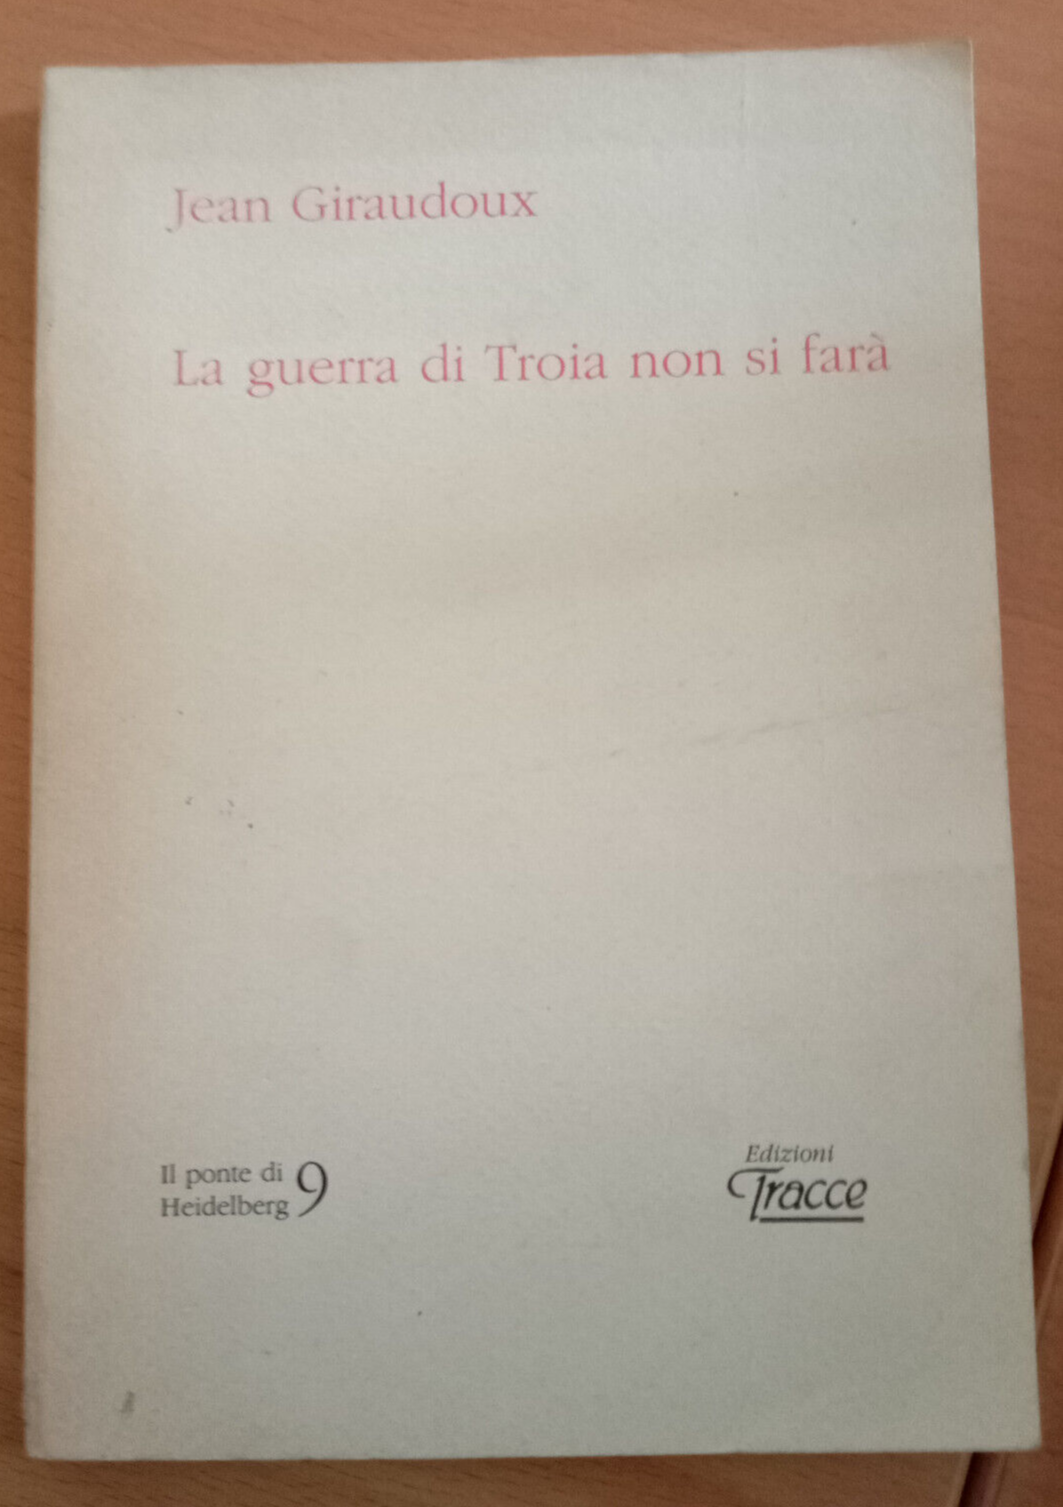 Jean Giraudoux
La guerra di Troia non si farà
Il ponte di
Heidelberg 9
Edizioni
Tracce